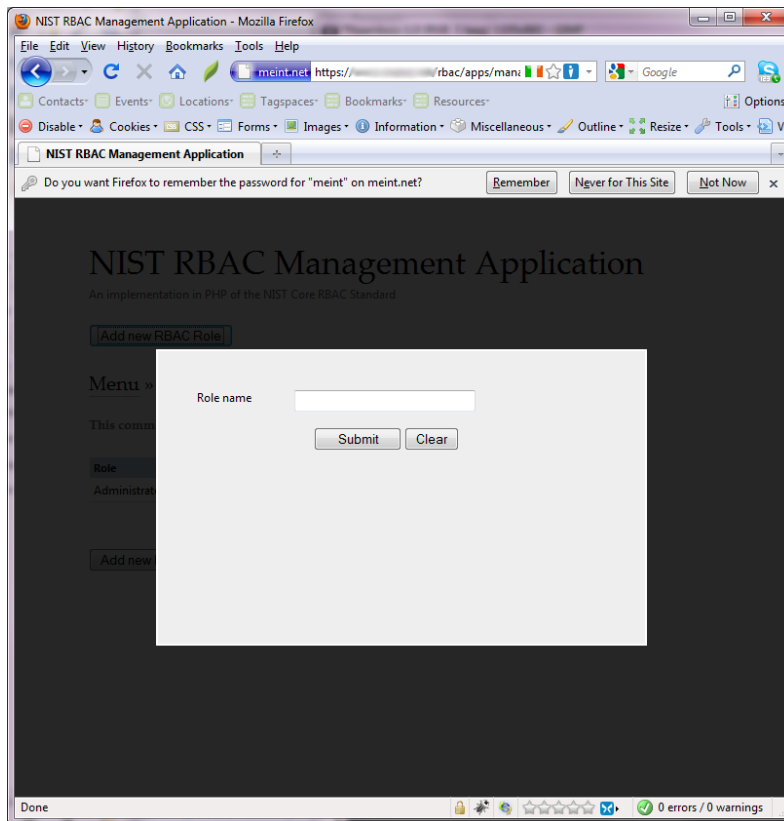 NIST RBAC Management Application - Mozilla Firefox
File Edit View History Bookmarks Tools Help
meint.net https:// /rbac/apps/mana Google
Contacts Events Locations Tagspaces Bookmarks Resources Options
Disable Cookies CSS Forms Images Information Miscellaneous Outline Resize Tools V
NIST RBAC Management Application
Do you want Firefox to remember the password for "meint" on meint.net? Remember Never for This Site Not Now
NIST RBAC Management Application
An implementation in PHP of the NIST Core RBAC Standard
Add new RBAC Role
Menu »
Role name
This comm
Submit Clear
Role
Administrat
Add new
Done 0 errors / 0 warnings